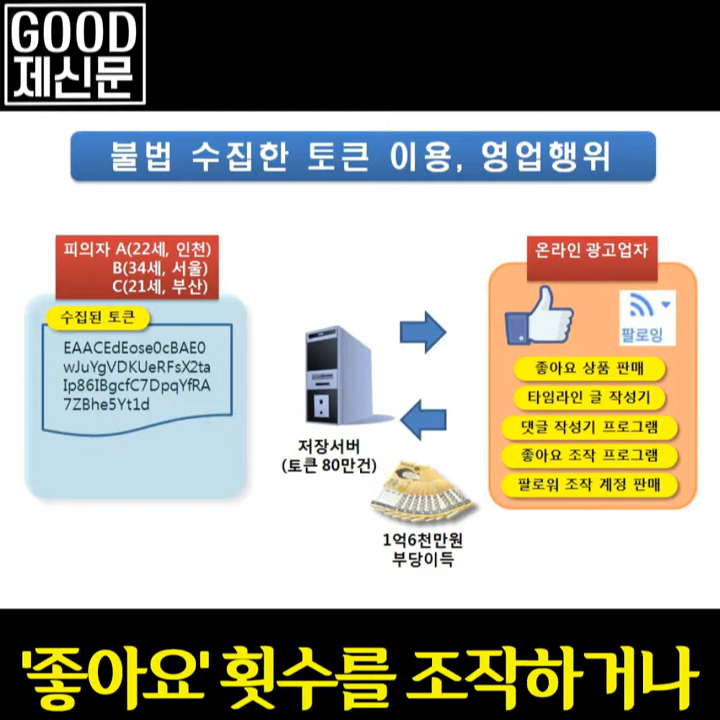 GOOD
제신문
불법 수집한 토큰 이용, 영업행위
피의자 A(22세, 인천)
B(34세, 서울)
C(21세, 부산)
수집된 토큰
EAACEdEose0cBAE0
wJuYgVDKUeRFsX2ta
Ip86IBgcfC7DpqYfRA
7ZBhe5Yt1d
저장서버
(토큰 80만건)
1억6천만원
부당이득
온라인 광고업자
팔로잉
좋아요 상품 판매
타임라인 글 작성기
댓글 작성기 프로그램
좋아요 조작 프로그램
팔로워 조작 계정 판매
'좋아요' 횟수를 조작하거나